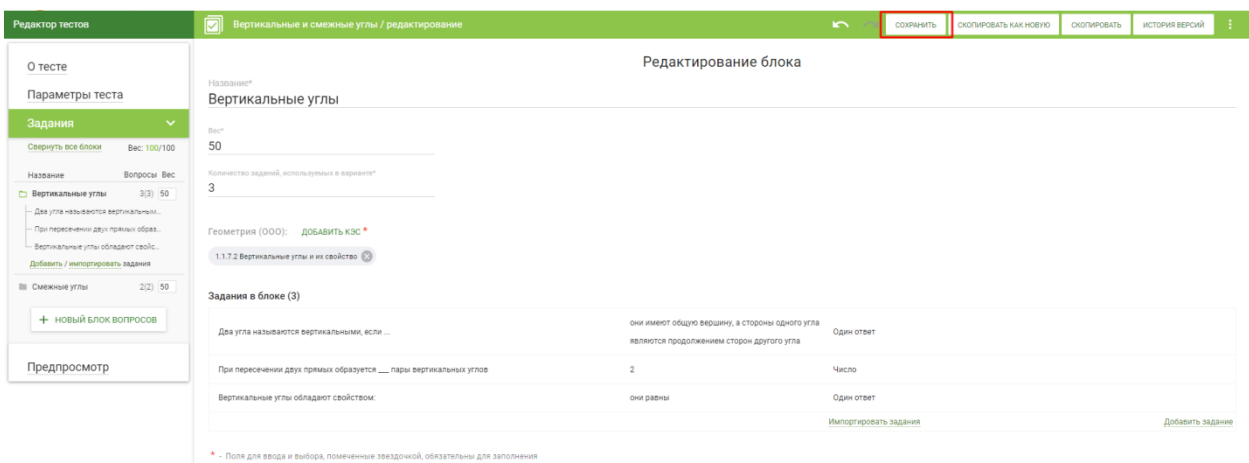 Редактор тестов
Вертикальные и смежные углы / редактирование
СОХРАНИТЬ
СКОПИРОВАТЬ КАК НОВУЮ
СКОПИРОВАТЬ
ИСТОРИЯ ВЕРСИЙ
О тесте
Параметры теста
Задания
Свернуть все блоки Вес: 100/100
Название Вопросы Вес
Вертикальные углы 3(3) 50
Два угла называются вертикальным...
При пересечении двух прямых образ...
Вертикальные углы обладают свойс...
Добавить / импортировать задания
Смежные углы 2(2) 50
+ НОВЫЙ БЛОК ВОПРОСОВ
Предпросмотр
Редактирование блока
Название*
Вертикальные углы
Вес*
50
Количество заданий, используемых в варианте*
3
Геометрия (ООО): ДОБАВИТЬ КЭС *
1.1.7.2 Вертикальные углы и их свойство
Задания в блоке (3)
Два угла называются вертикальными, если ... они имеют общую вершину, а стороны одного угла Один ответ
являются продолжением сторон другого угла
При пересечении двух прямых образуется ___ пары вертикальных углов 2 Число
Вертикальные углы обладают свойством: они равны Один ответ
Импортировать задания Добавить задание
* - Поля для ввода и выбора, помеченные звездочкой, обязательны для заполнения